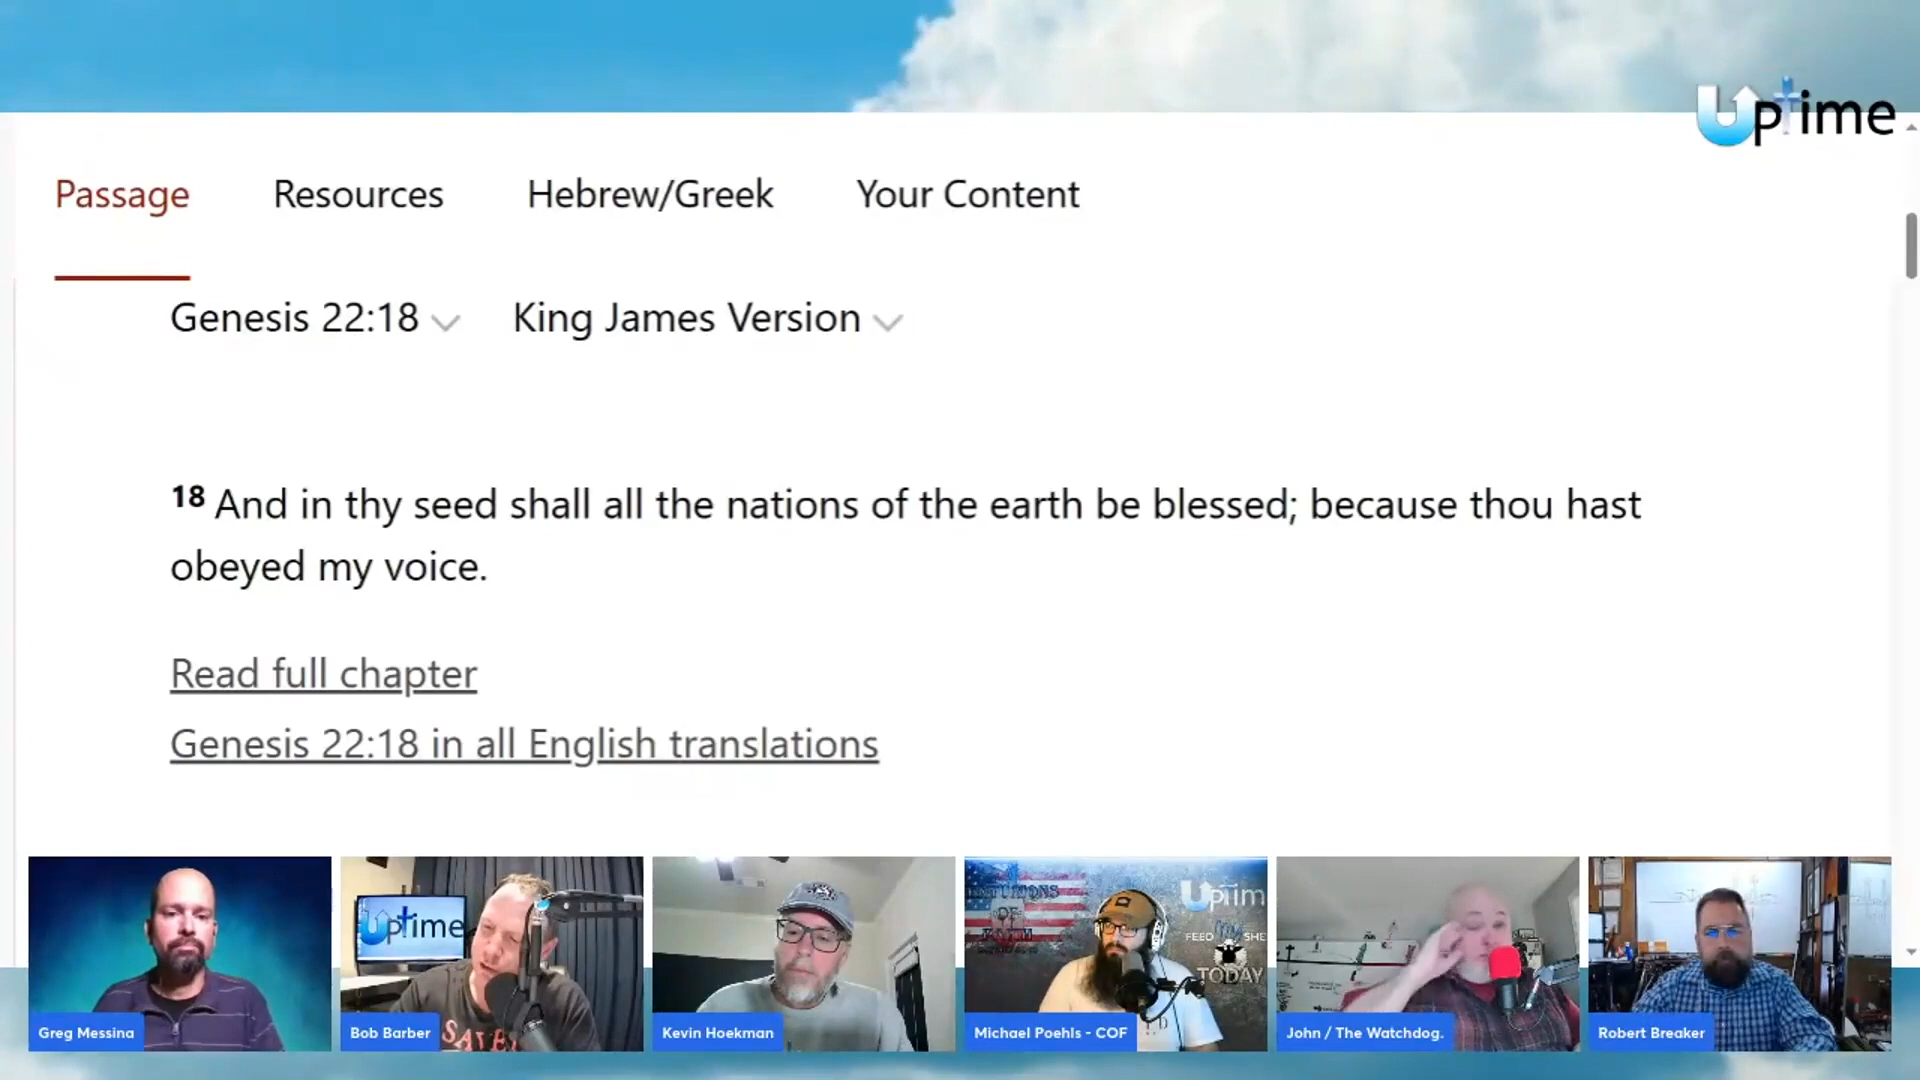 Uptime
Passage Resources Hebrew/Greek Your Content
Genesis 22:18 King James Version
18 And in thy seed shall all the nations of the earth be blessed; because thou hast
obeyed my voice.
Read full chapter
Genesis 22:18 in all English translations
Uptime
OF
FEED
TODAY
Greg Messina
Bob Barber
Kevin Hoekman
Michael Poehls - COF
John / The Watchdog.
Robert Breaker